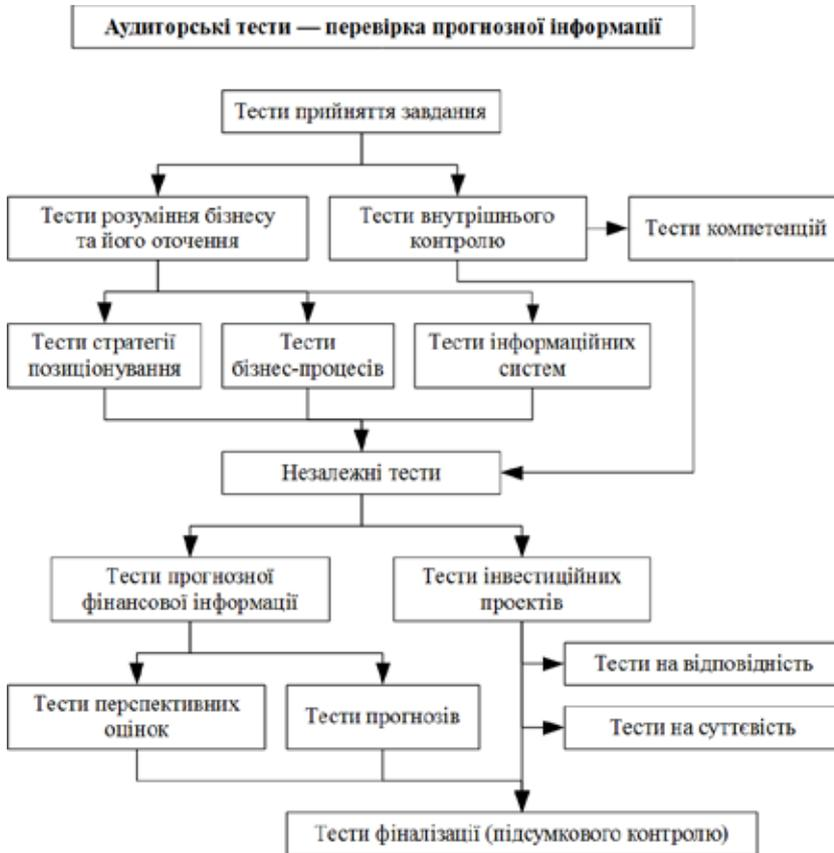 Аудиторські тести — перевірка прогнозної інформації
Тести прийняття завдання
Тести розуміння бізнесу
та його оточення
Тести внутрішнього
контролю
Тести компетенцій
Тести стратегії
позиціонування
Тести
бізнес-процесів
Тести інформаційних
систем
Незалежні тести
Тести прогнозної
фінансової інформації
Тести інвестиційних
проектів
Тести на відповідність
Тести перспективних
оцінок
Тести прогнозів
Тести на суттєвість
Тести фіналізації (підсумкового контролю)